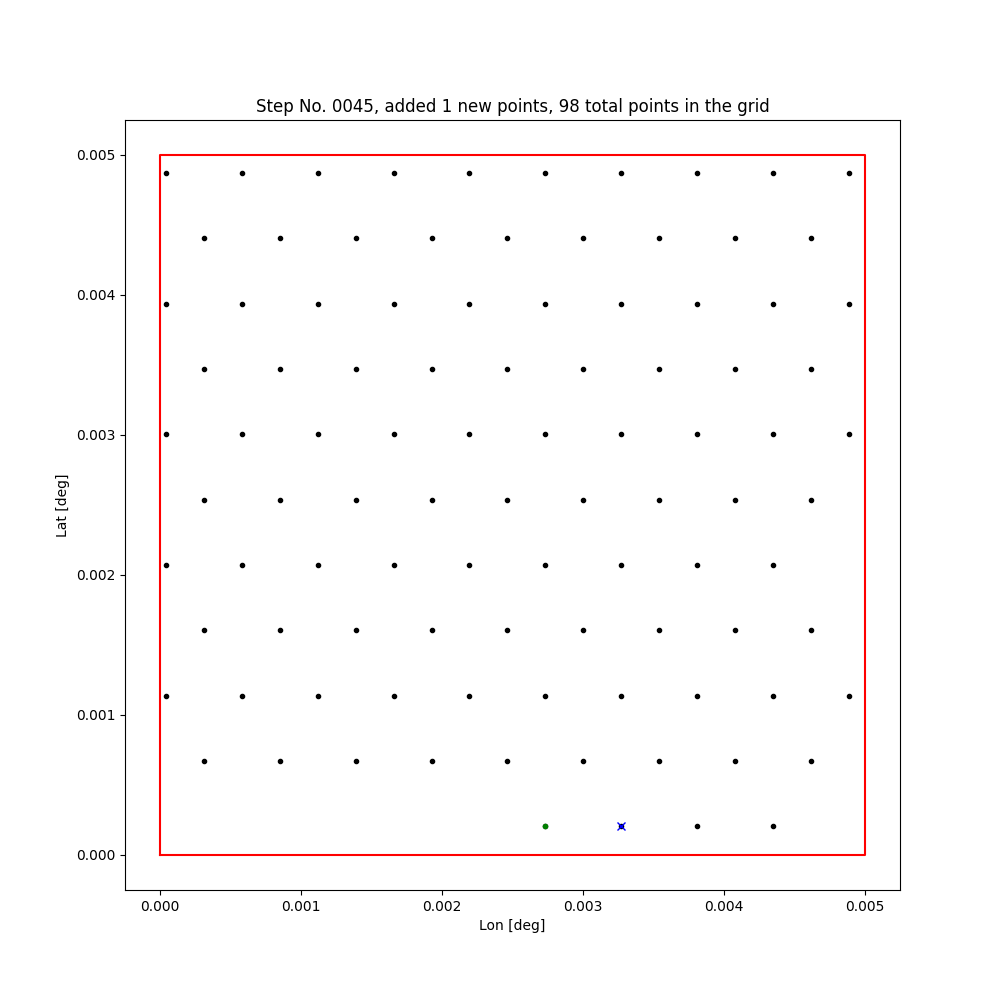 Step No. 0045, added 1 new points, 98 total points in the grid
0.005
0.004
0.003
0.002
0.001
0.000
Lat [deg]
0.000 0.001 0.002 0.003 0.004 0.005
Lon [deg]